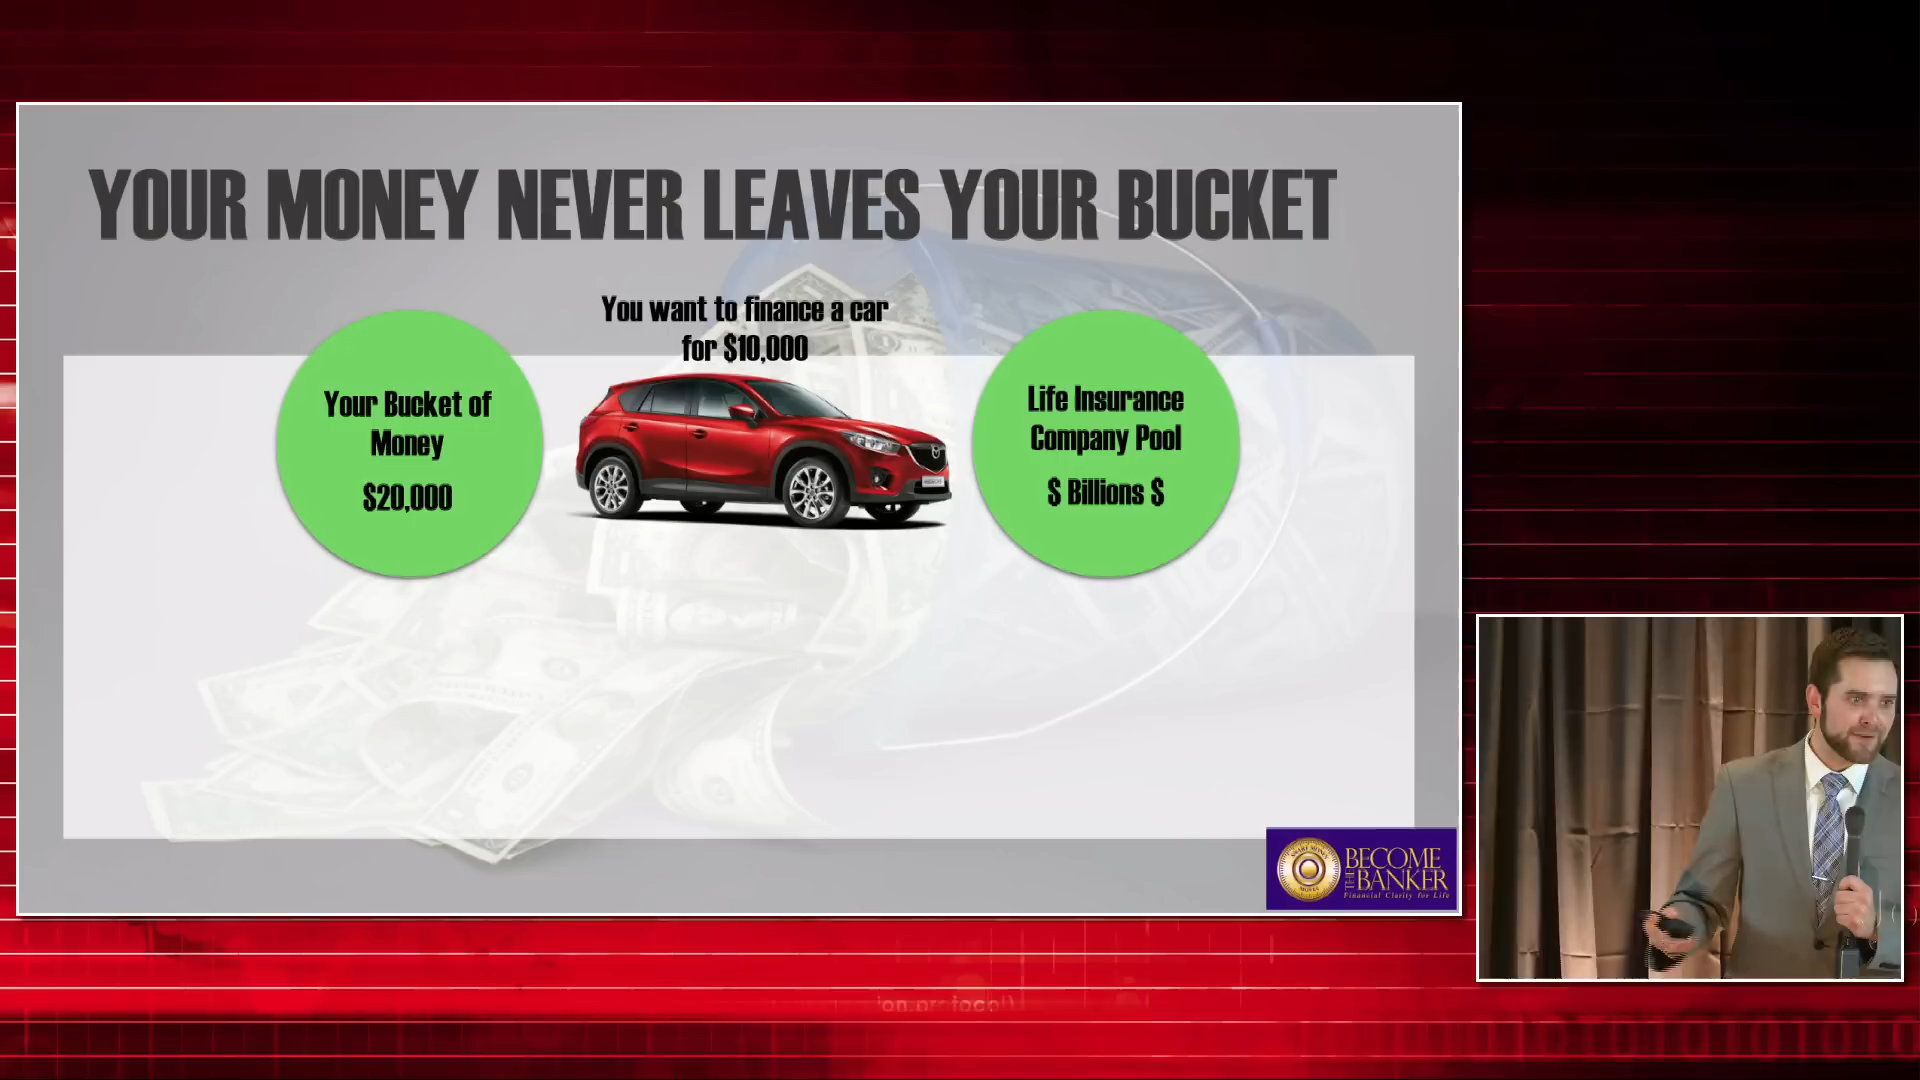 YOUR MONEY NEVER LEAVES YOUR BUCKET
You want to finance a car
for $10,000
Your Bucket of
Money
$20,000
Life Insurance
Company Pool
$ Billions $
BECOME
THE BANKER
Financial Clarity for Life